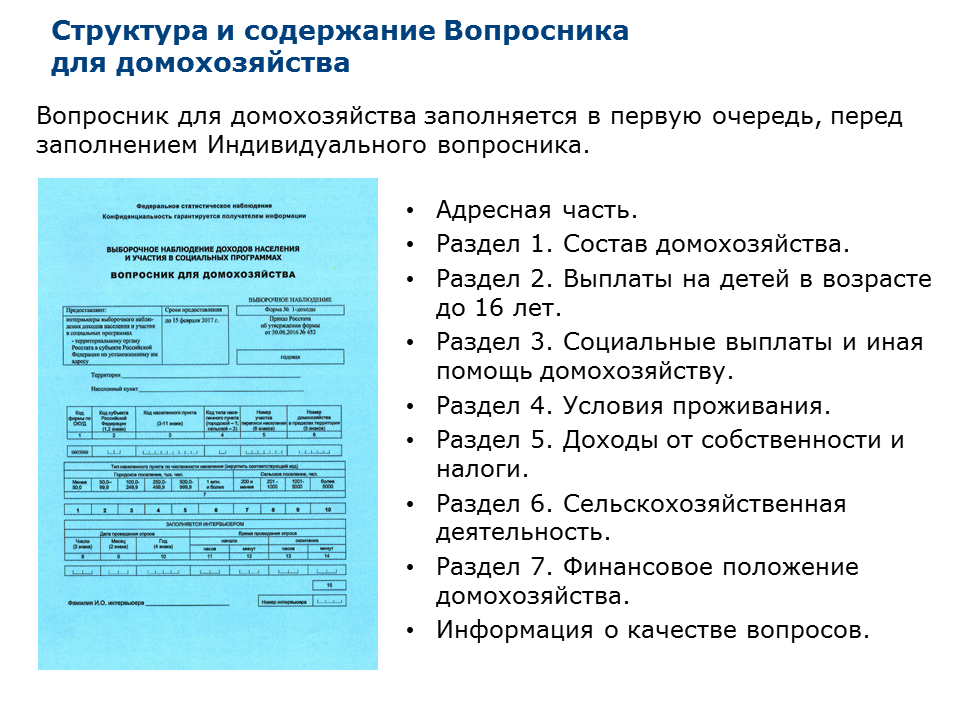 Структура и содержание Вопросника
для домохозяйства
Вопросник для домохозяйства заполняется в первую очередь, перед
заполнением Индивидуального вопросника.
Федеральное статистическое наблюдение
Конфиденциальность гарантируется получателем информации
ВЫБОРОЧНОЕ НАБЛЮДЕНИЕ ДОХОДОВ НАСЕЛЕНИЯ
И УЧАСТИЯ В СОЦИАЛЬНЫХ ПРОГРАММАХ
ВОПРОСНИК ДЛЯ ДОМОХОЗЯЙСТВА
ВЫБОРОЧНОЕ НАБЛЮДЕНИЕ
Предоставляют: Сроки предоставления
интервьюеры выборочного наблю-
дения доходов населения и участия
в социальных программах
- территориальному органу
Росстата в субъекте Российской
Федерации по установленному им
адресу
до 15 февраля 2017 г.
Форма № 1-доходы
Приказ Росстата
об утверждении формы
от 30.08.2016 № 452
годовая
Территория
Населенный пункт
Код формы по ОКУД
Код субъекта Российской Федерации (1,2 знаки)
Код населенного пункта (3-11 знаки)
Код типа насе-ленного пункта (городской – 1; сельский – 2)
Номер участка переписи населения (6 знаков)
Номер домохозяйства в пределах территории (5 знаков)
1 2 3 4 5 6
Тип населенного пункта по численности населения (округлить соответствующий код)
Городское поселение, тыс. чел. Сельское поселение, чел.
Менее 50,0 50,0–99,9 100,0-249,9 250,0-499,9 500,0-999,9 1 млн. и более 200 и менее 201 - 1000 1001-5000 более 5000
7
1 2 3 4 5 6 7 8 9 10
ЗАПОЛНЯЕТСЯ ИНТЕРВЬЮЕРОМ
Дата проведения опроса Время проведения опроса
Число (2 знака) Месяц (2 знака) Год (4 знака) начало окончание
часов минут часов минут
8 9 10 11 12 13 14
15
Фамилия И.О. интервьюера Номер интервьюера
• Адресная часть.
• Раздел 1. Состав домохозяйства.
• Раздел 2. Выплаты на детей в возрасте
до 16 лет.
• Раздел 3. Социальные выплаты и иная
помощь домохозяйству.
• Раздел 4. Условия проживания.
• Раздел 5. Доходы от собственности и
налоги.
• Раздел 6. Сельскохозяйственная
деятельность.
• Раздел 7. Финансовое положение
домохозяйства.
• Информация о качестве вопросов.